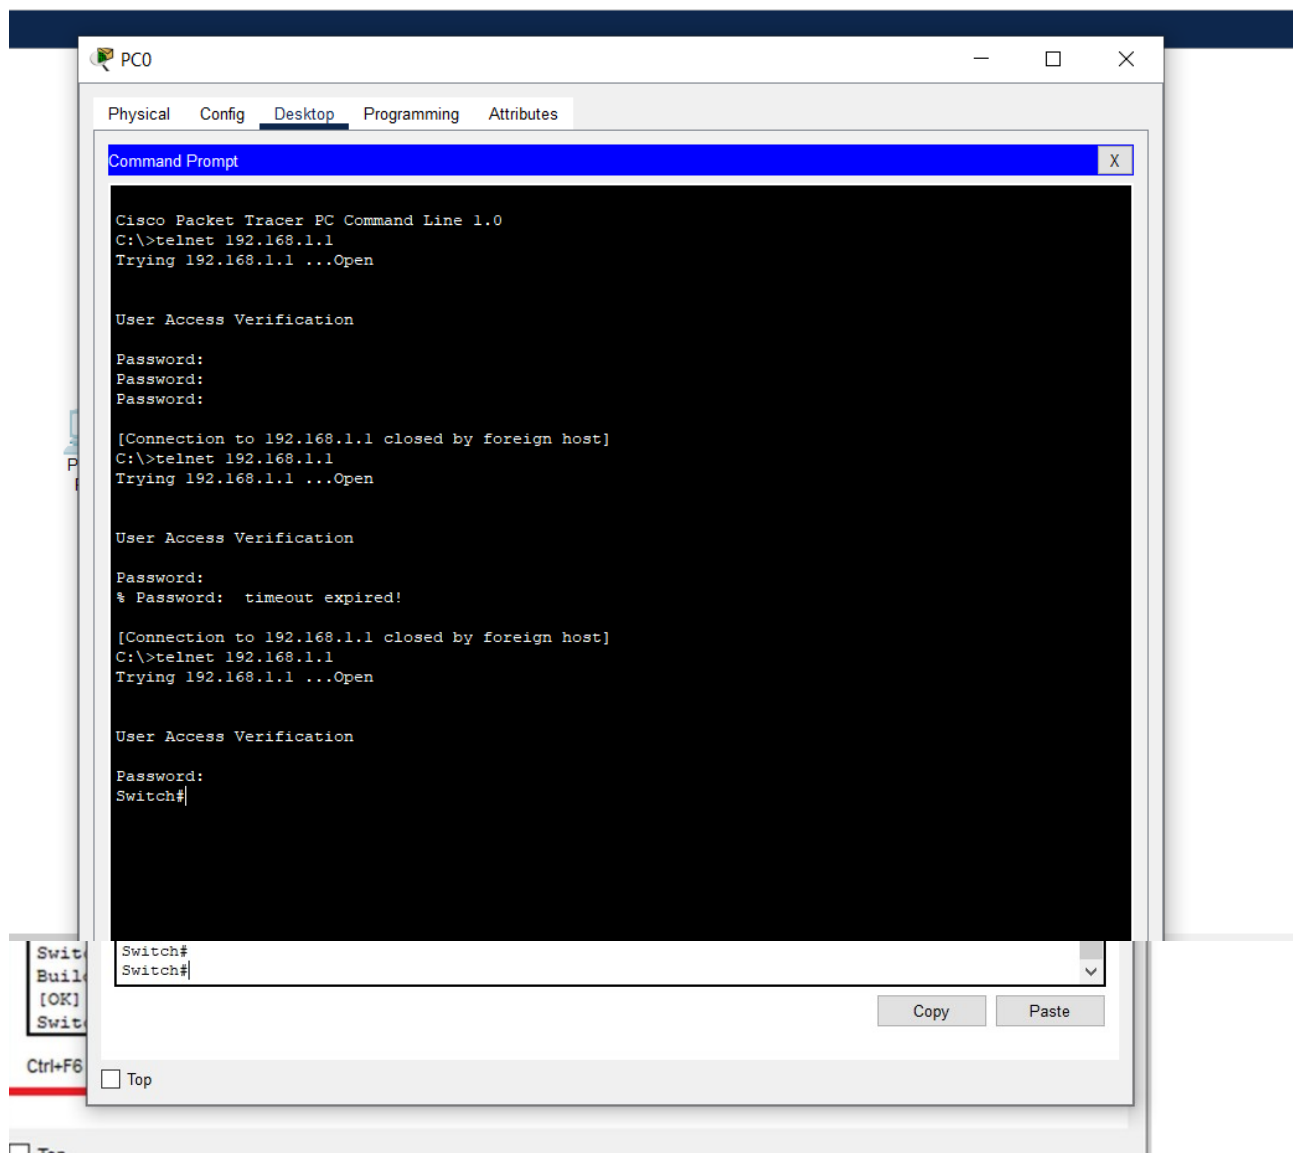 PC0
Physical Config Desktop Programming Attributes
Command Prompt X
Cisco Packet Tracer PC Command Line 1.0
C:\>telnet 192.168.1.1
Trying 192.168.1.1 ...Open
User Access Verification
Password:
Password:
Password:
[Connection to 192.168.1.1 closed by foreign host]
C:\>telnet 192.168.1.1
Trying 192.168.1.1 ...Open
User Access Verification
Password:
% Password:  timeout expired!
[Connection to 192.168.1.1 closed by foreign host]
C:\>telnet 192.168.1.1
Trying 192.168.1.1 ...Open
User Access Verification
Password:
Switch#
Switch#
Switch#
[OK]
Copy Paste
Ctrl+F6
Top